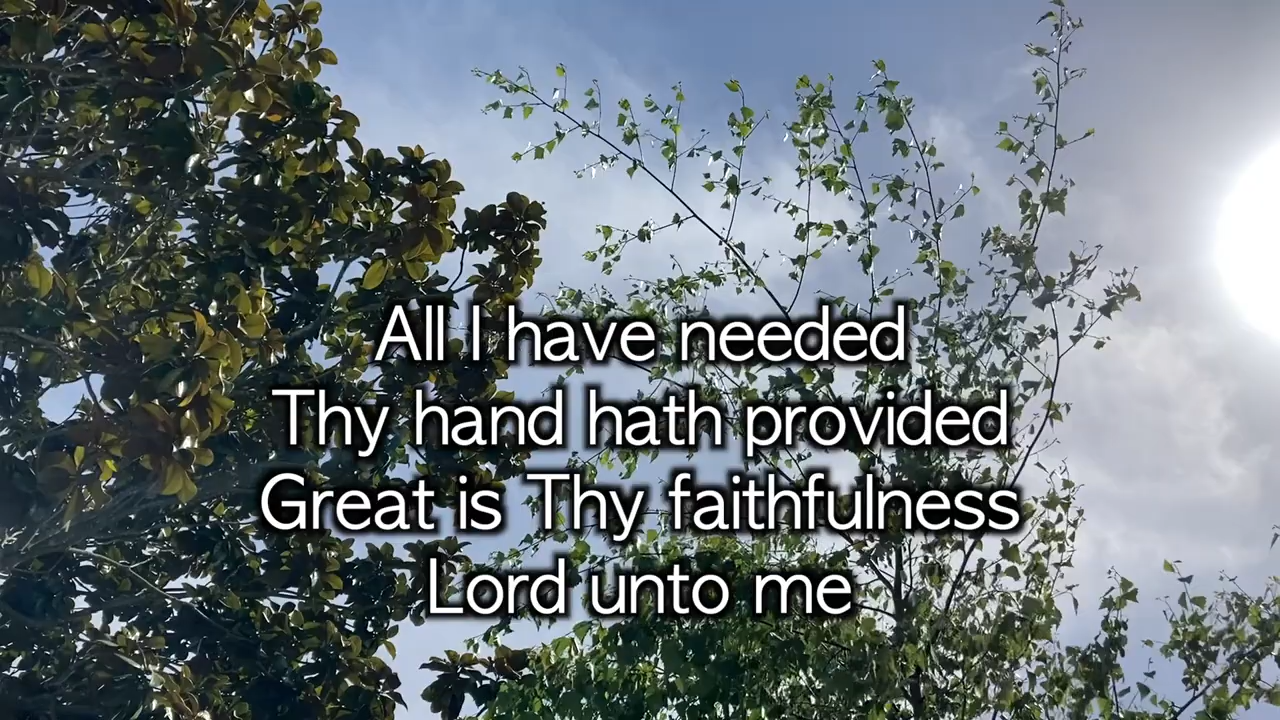 All I have needed
Thy hand hath provided
Great is Thy faithfulness
Lord unto me